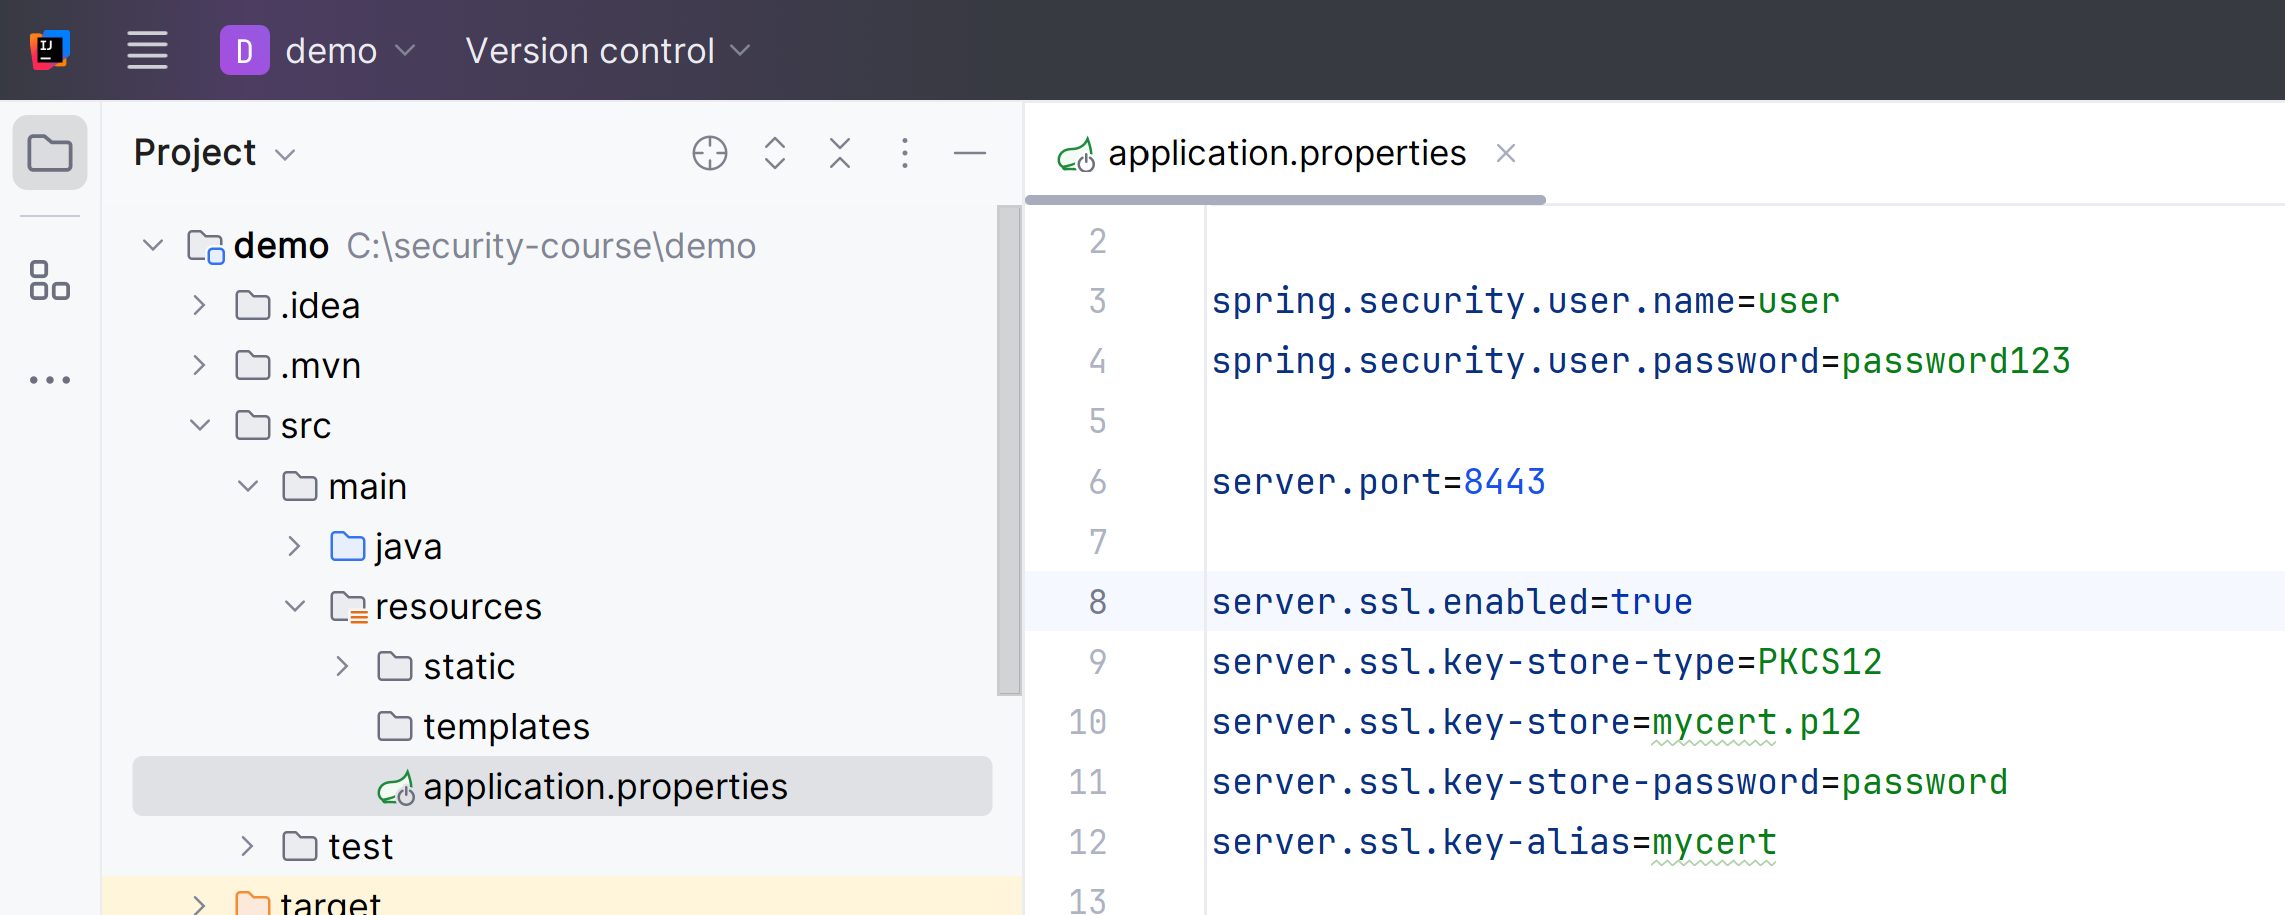 IJ
D demo Version control
Project
application.properties
demo C:\security-course\demo
.idea
.mvn
src
main
java
resources
static
templates
application.properties
test
target
2
3 spring.security.user.name=user
4 spring.security.user.password=password123
5
6 server.port=8443
7
8 server.ssl.enabled=true
9 server.ssl.key-store-type=PKCS12
10 server.ssl.key-store=mycert.p12
11 server.ssl.key-store-password=password
12 server.ssl.key-alias=mycert
13